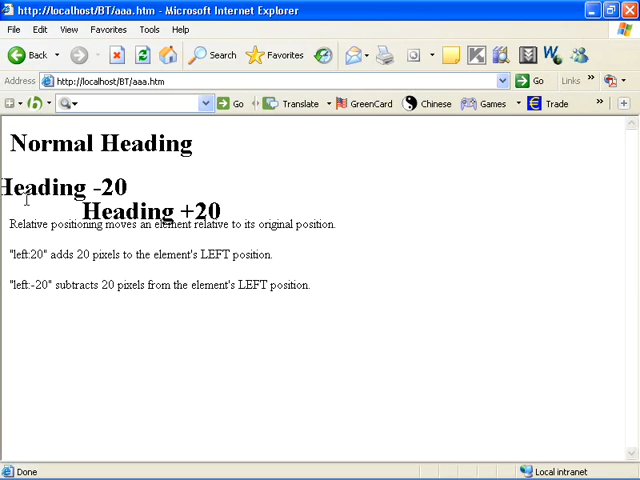 http://localhost/BT/aaa.htm - Microsoft Internet Explorer
File Edit View Favorites Tools Help
Back Search Favorites
Address http://localhost/BT/aaa.htm Go Links »
Go Translate GreenCard Chinese Games Trade »
Normal Heading
Heading -20
Heading +20
Relative positioning moves an element relative to its original position.
"left:20" adds 20 pixels to the element's LEFT position.
"left:-20" subtracts 20 pixels from the element's LEFT position.
Done Local intranet